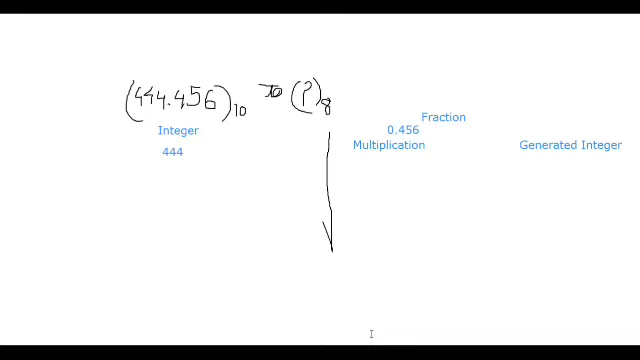 (444.456)10 To (?)8
Fraction
Integer 0.456
444 Multiplication Generated Integer